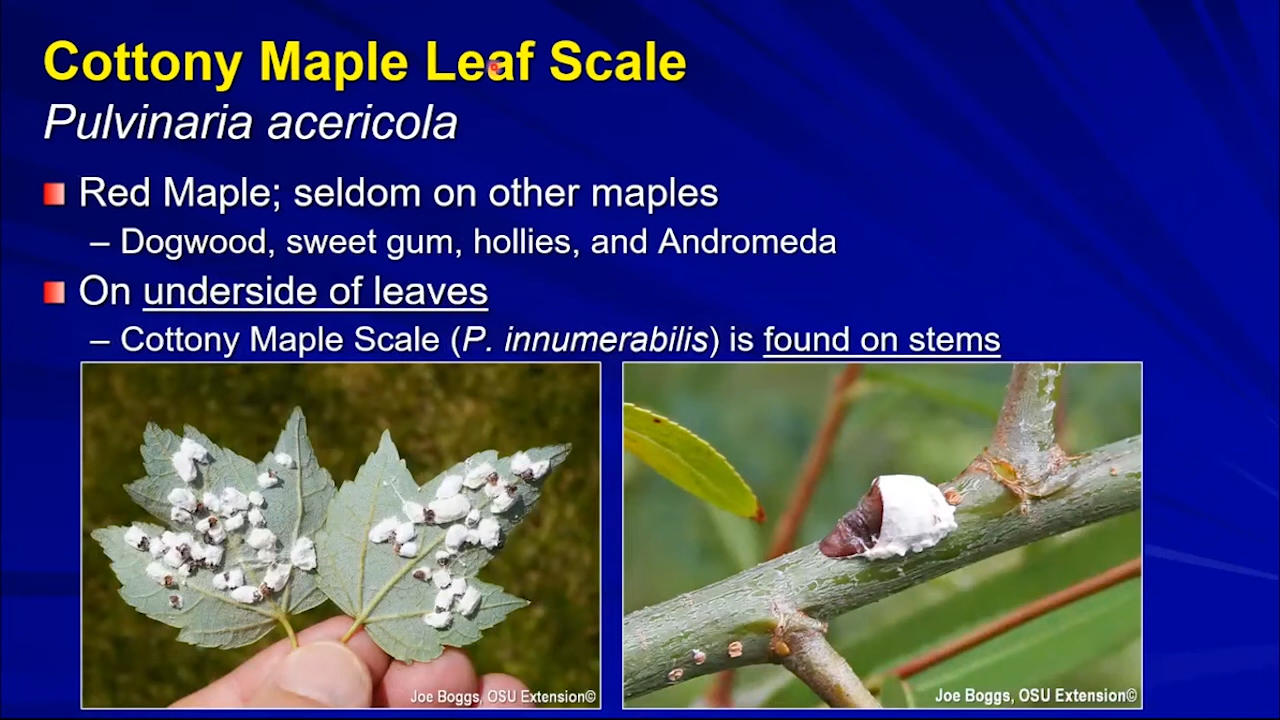 Cottony Maple Leaf Scale
Pulvinaria acericola
Red Maple; seldom on other maples
– Dogwood, sweet gum, hollies, and Andromeda
On underside of leaves
– Cottony Maple Scale (P. innumerabilis) is found on stems
Joe Boggs, OSU Extension©
Joe Boggs, OSU Extension©